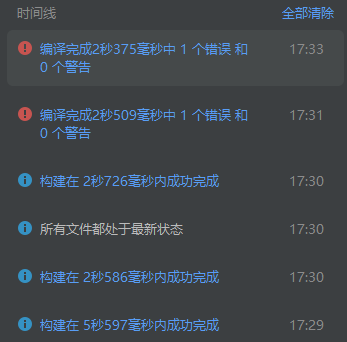 时间线 全部清除
编译完成2秒375毫秒中 1 个错误 和 17:33
0 个警告
编译完成2秒509毫秒中 1 个错误 和 17:31
0 个警告
构建在 2秒726毫秒内成功完成 17:30
所有文件都处于最新状态 17:30
构建在 2秒586毫秒内成功完成 17:30
构建在 5秒597毫秒内成功完成 17:29